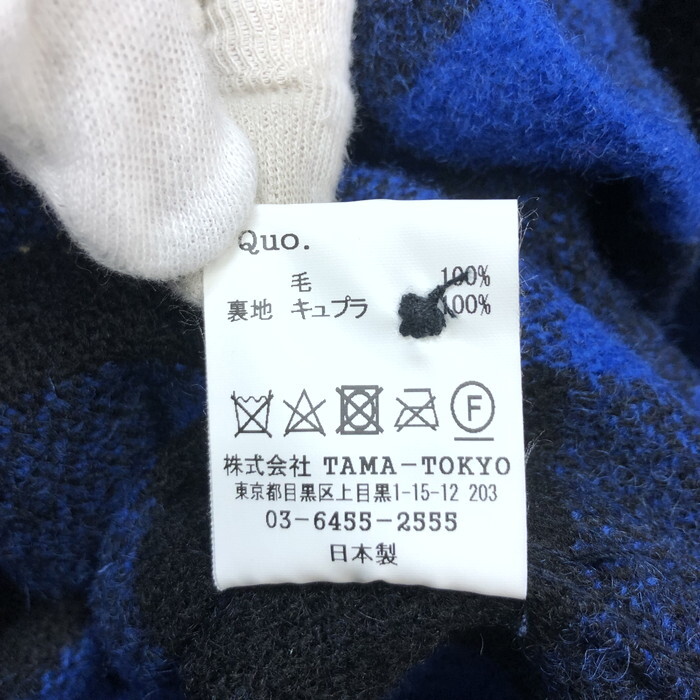 Quo.
毛 100%
裏地 キュプラ 100%
F
株式会社 TAMA-TOKYO
東京都目黒区上目黒1-15-12 203
03-6455-2555
日本製